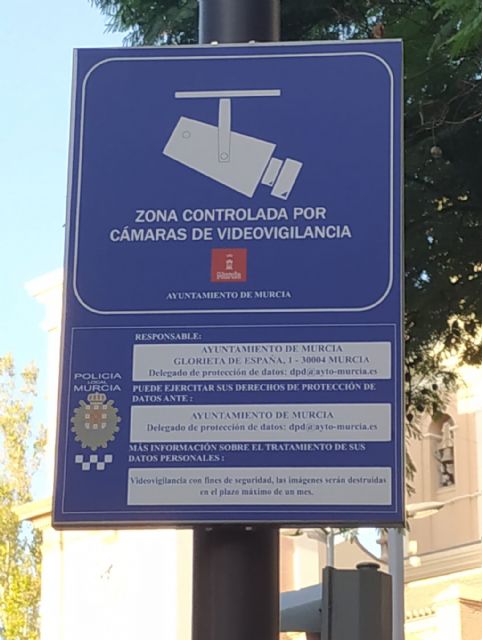 ZONA CONTROLADA POR
CÁMARAS DE VIDEOVIGILANCIA
Murcia
AYUNTAMIENTO DE MURCIA
RESPONSABLE:
AYUNTAMIENTO DE MURCIA
GLORIETA DE ESPAÑA, 1 - 30004 MURCIA
Delegado de protección de datos: dpd@ayto-murcia.es
POLICIA
LOCAL
MURCIA
PUEDE EJERCITAR SUS DERECHOS DE PROTECCIÓN DE
DATOS ANTE :
AYUNTAMIENTO DE MURCIA
Delegado de protección de datos: dpd@ayto-murcia.es
MÁS INFORMACIÓN SOBRE EL TRATAMIENTO DE SUS
DATOS PERSONALES :
Videovigilancia con fines de seguridad, las imágenes serán destruidas
en el plazo máximo de un mes.